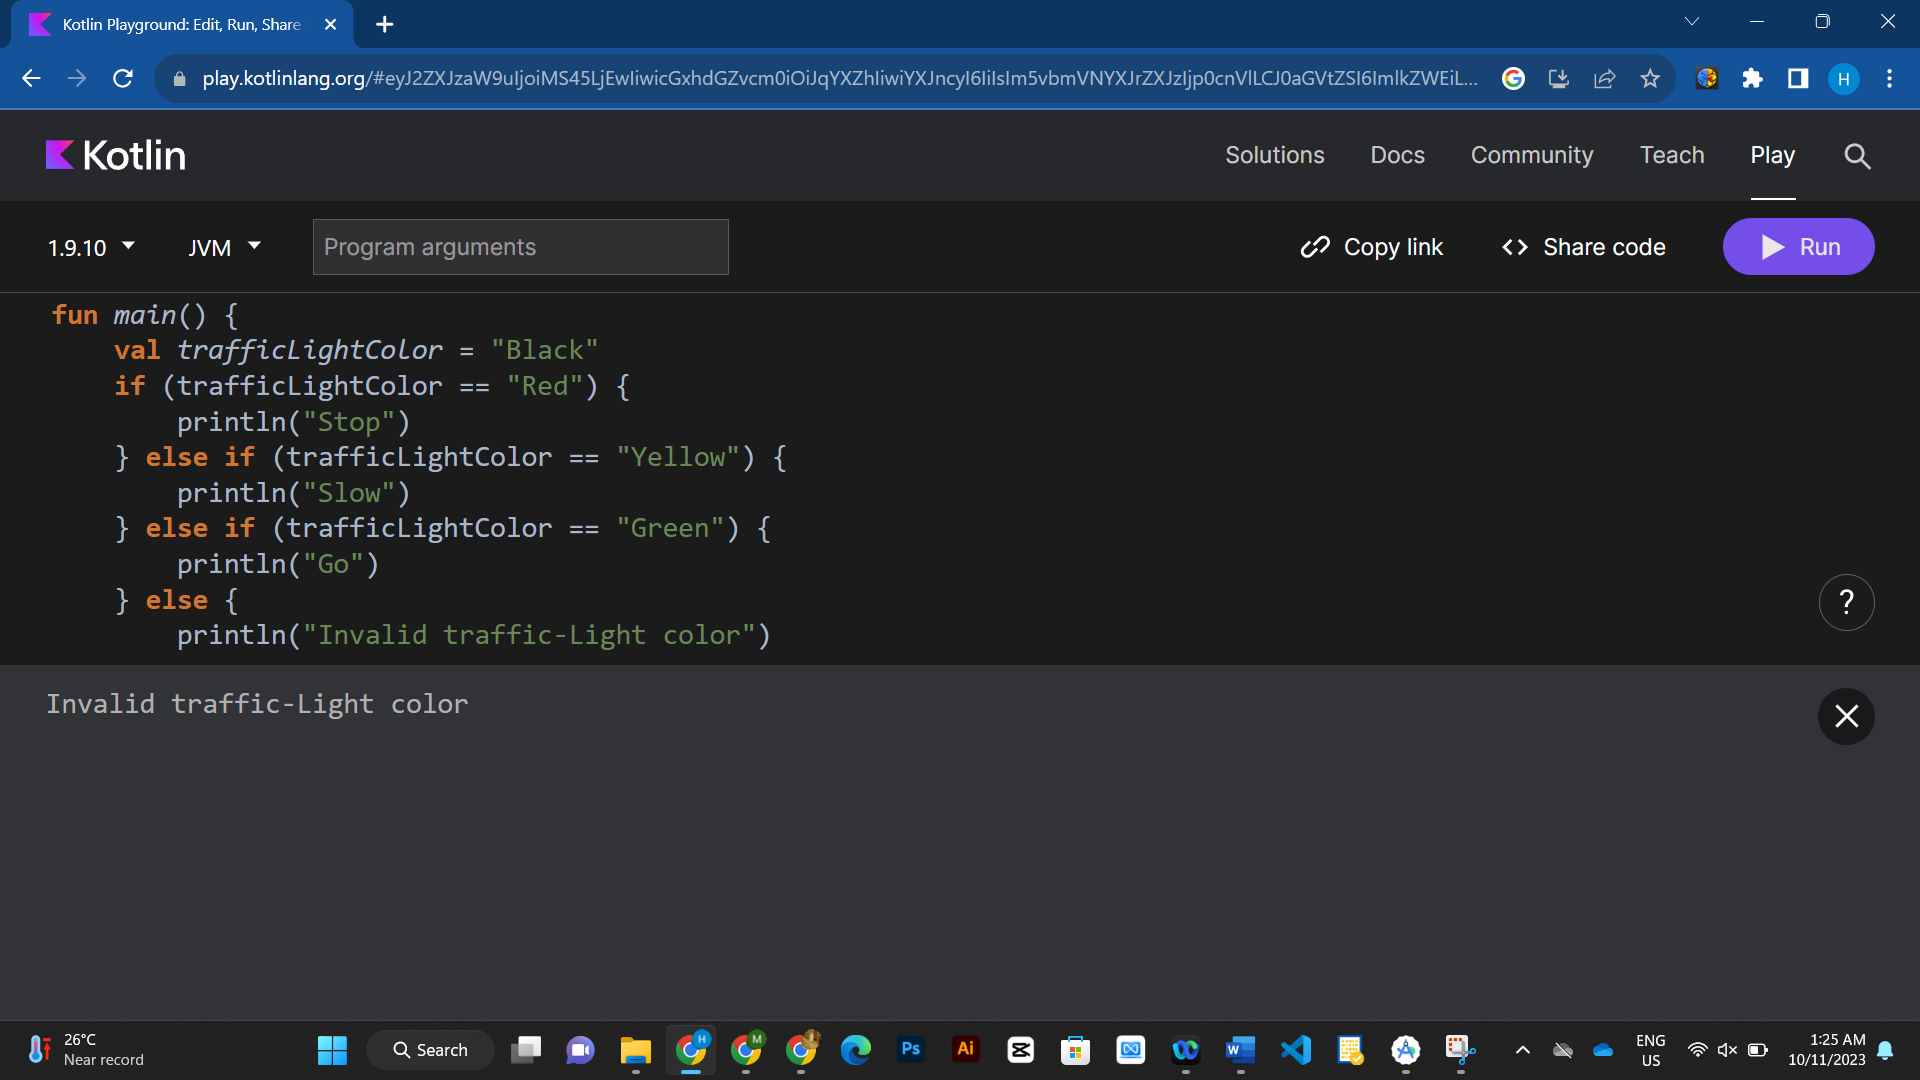 Kotlin Playground: Edit, Run, Share
play.kotlinlang.org/#eyJ2ZXJzaW9uIjoiMS45LjEwIiwicGxhdGZvcm0iOiJqYXZhIiwiYXJncyI6IiIsIm5vbmVNYXJrZXJzIjp0cnVlLCJ0aGVtZSI6ImlkZWEiL...
H
Kotlin
Solutions Docs Community Teach Play
1.9.10 JVM Program arguments Copy link Share code Run
fun main() {
    val trafficLightColor = "Black"
    if (trafficLightColor == "Red") {
        println("Stop")
    } else if (trafficLightColor == "Yellow") {
        println("Slow")
    } else if (trafficLightColor == "Green") {
        println("Go")
    } else {
        println("Invalid traffic-Light color")
?
Invalid traffic-Light color
26°C
Near record
Search
H
M
Ps
Ai
W
ENG
US
1:25 AM
10/11/2023